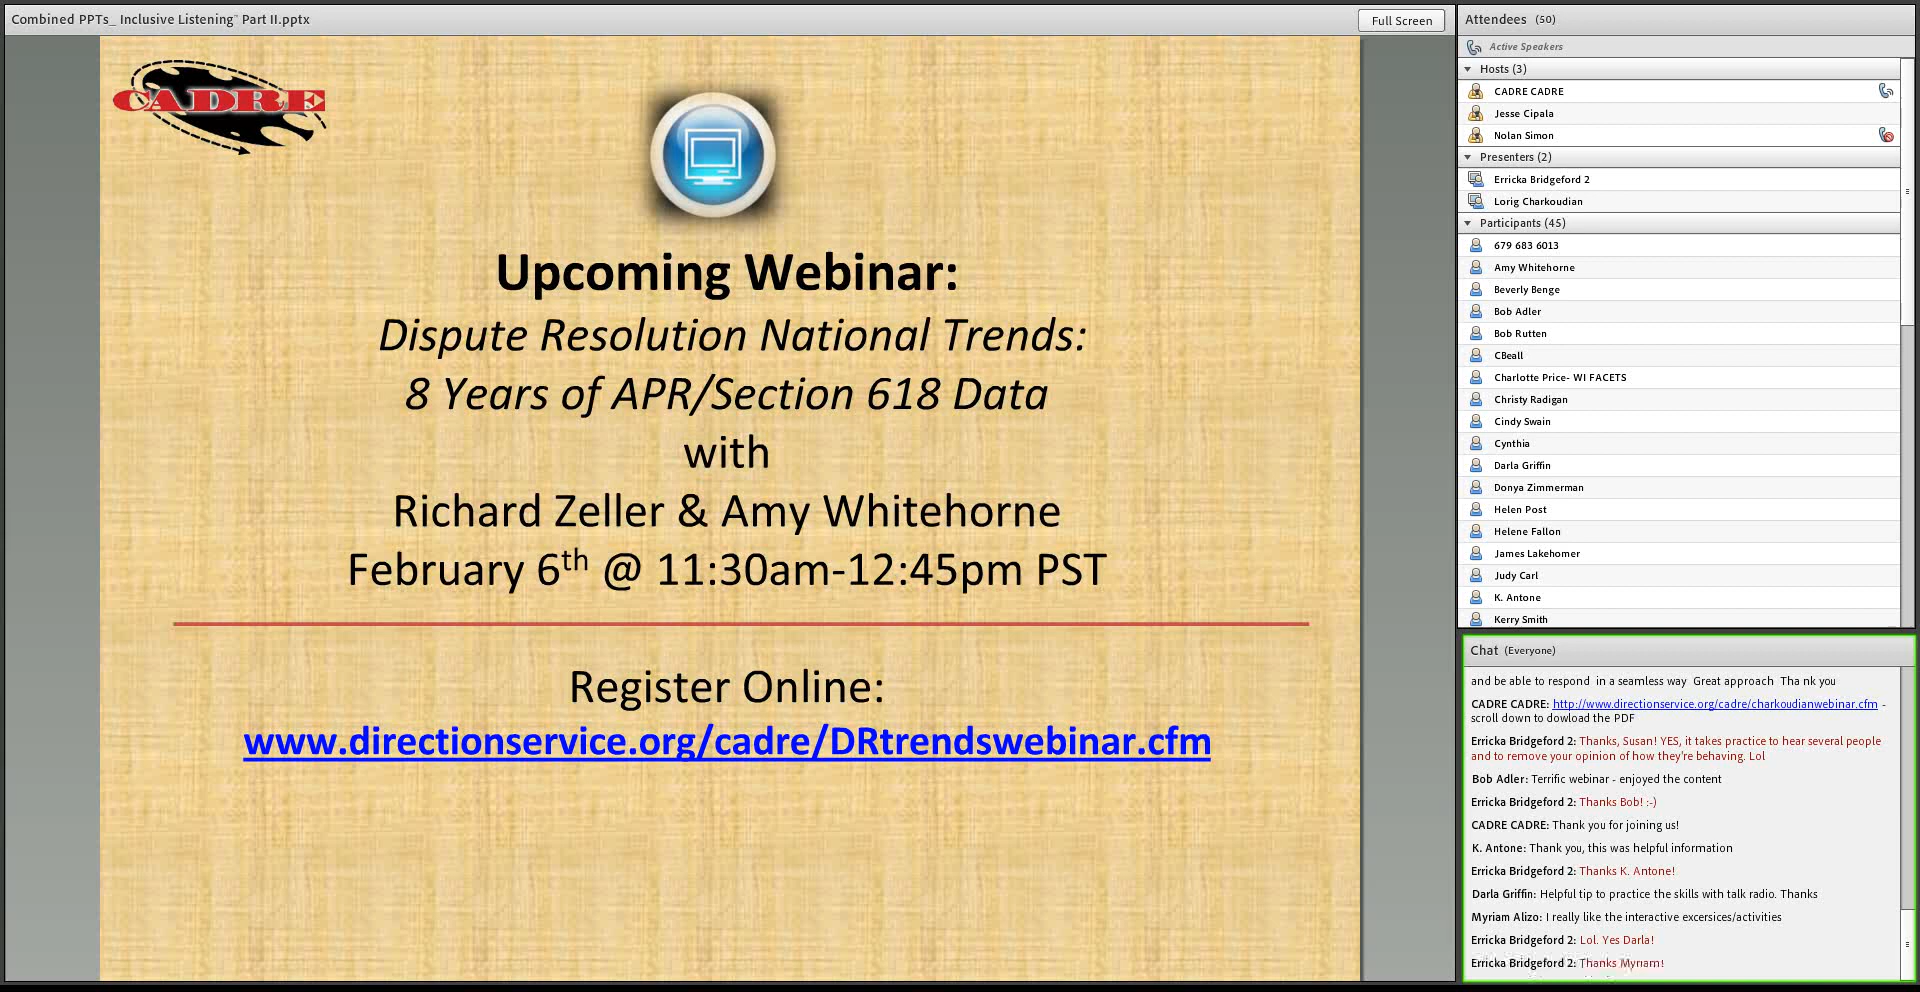 Combined PPTs_ Inclusive Listening™ Part II.pptx
Full Screen
CADRE
Upcoming Webinar:
Dispute Resolution National Trends:
8 Years of APR/Section 618 Data
with
Richard Zeller & Amy Whitehorne
February 6th @ 11:30am-12:45pm PST
Register Online:
www.directionservice.org/cadre/DRtrendswebinar.cfm
Attendees (50)
Active Speakers
Hosts (3)
CADRE CADRE
Jesse Cipala
Nolan Simon
Presenters (2)
Erricka Bridgeford 2
Lorig Charkoudian
Participants (45)
679 683 6013
Amy Whitehorne
Beverly Benge
Bob Adler
Bob Rutten
CBeall
Charlotte Price- WI FACETS
Christy Radigan
Cindy Swain
Cynthia
Darla Griffin
Donya Zimmerman
Helen Post
Helene Fallon
James Lakehomer
Judy Carl
K. Antone
Kerry Smith
Chat (Everyone)
and be able to respond in a seamless way Great approach Tha nk you
CADRE CADRE: http://www.directionservice.org/cadre/charkoudianwebinar.cfm -
scroll down to dowload the PDF
Erricka Bridgeford 2: Thanks, Susan! YES, it takes practice to hear several people
and to remove your opinion of how they're behaving. Lol
Bob Adler: Terrific webinar - enjoyed the content
Erricka Bridgeford 2: Thanks Bob! :-)
CADRE CADRE: Thank you for joining us!
K. Antone: Thank you, this was helpful information
Erricka Bridgeford 2: Thanks K. Antone!
Darla Griffin: Helpful tip to practice the skills with talk radio. Thanks
Myriam Alizo: I really like the interactive excersices/activities
Erricka Bridgeford 2: Lol. Yes Darla!
Erricka Bridgeford 2: Thanks Myriam!